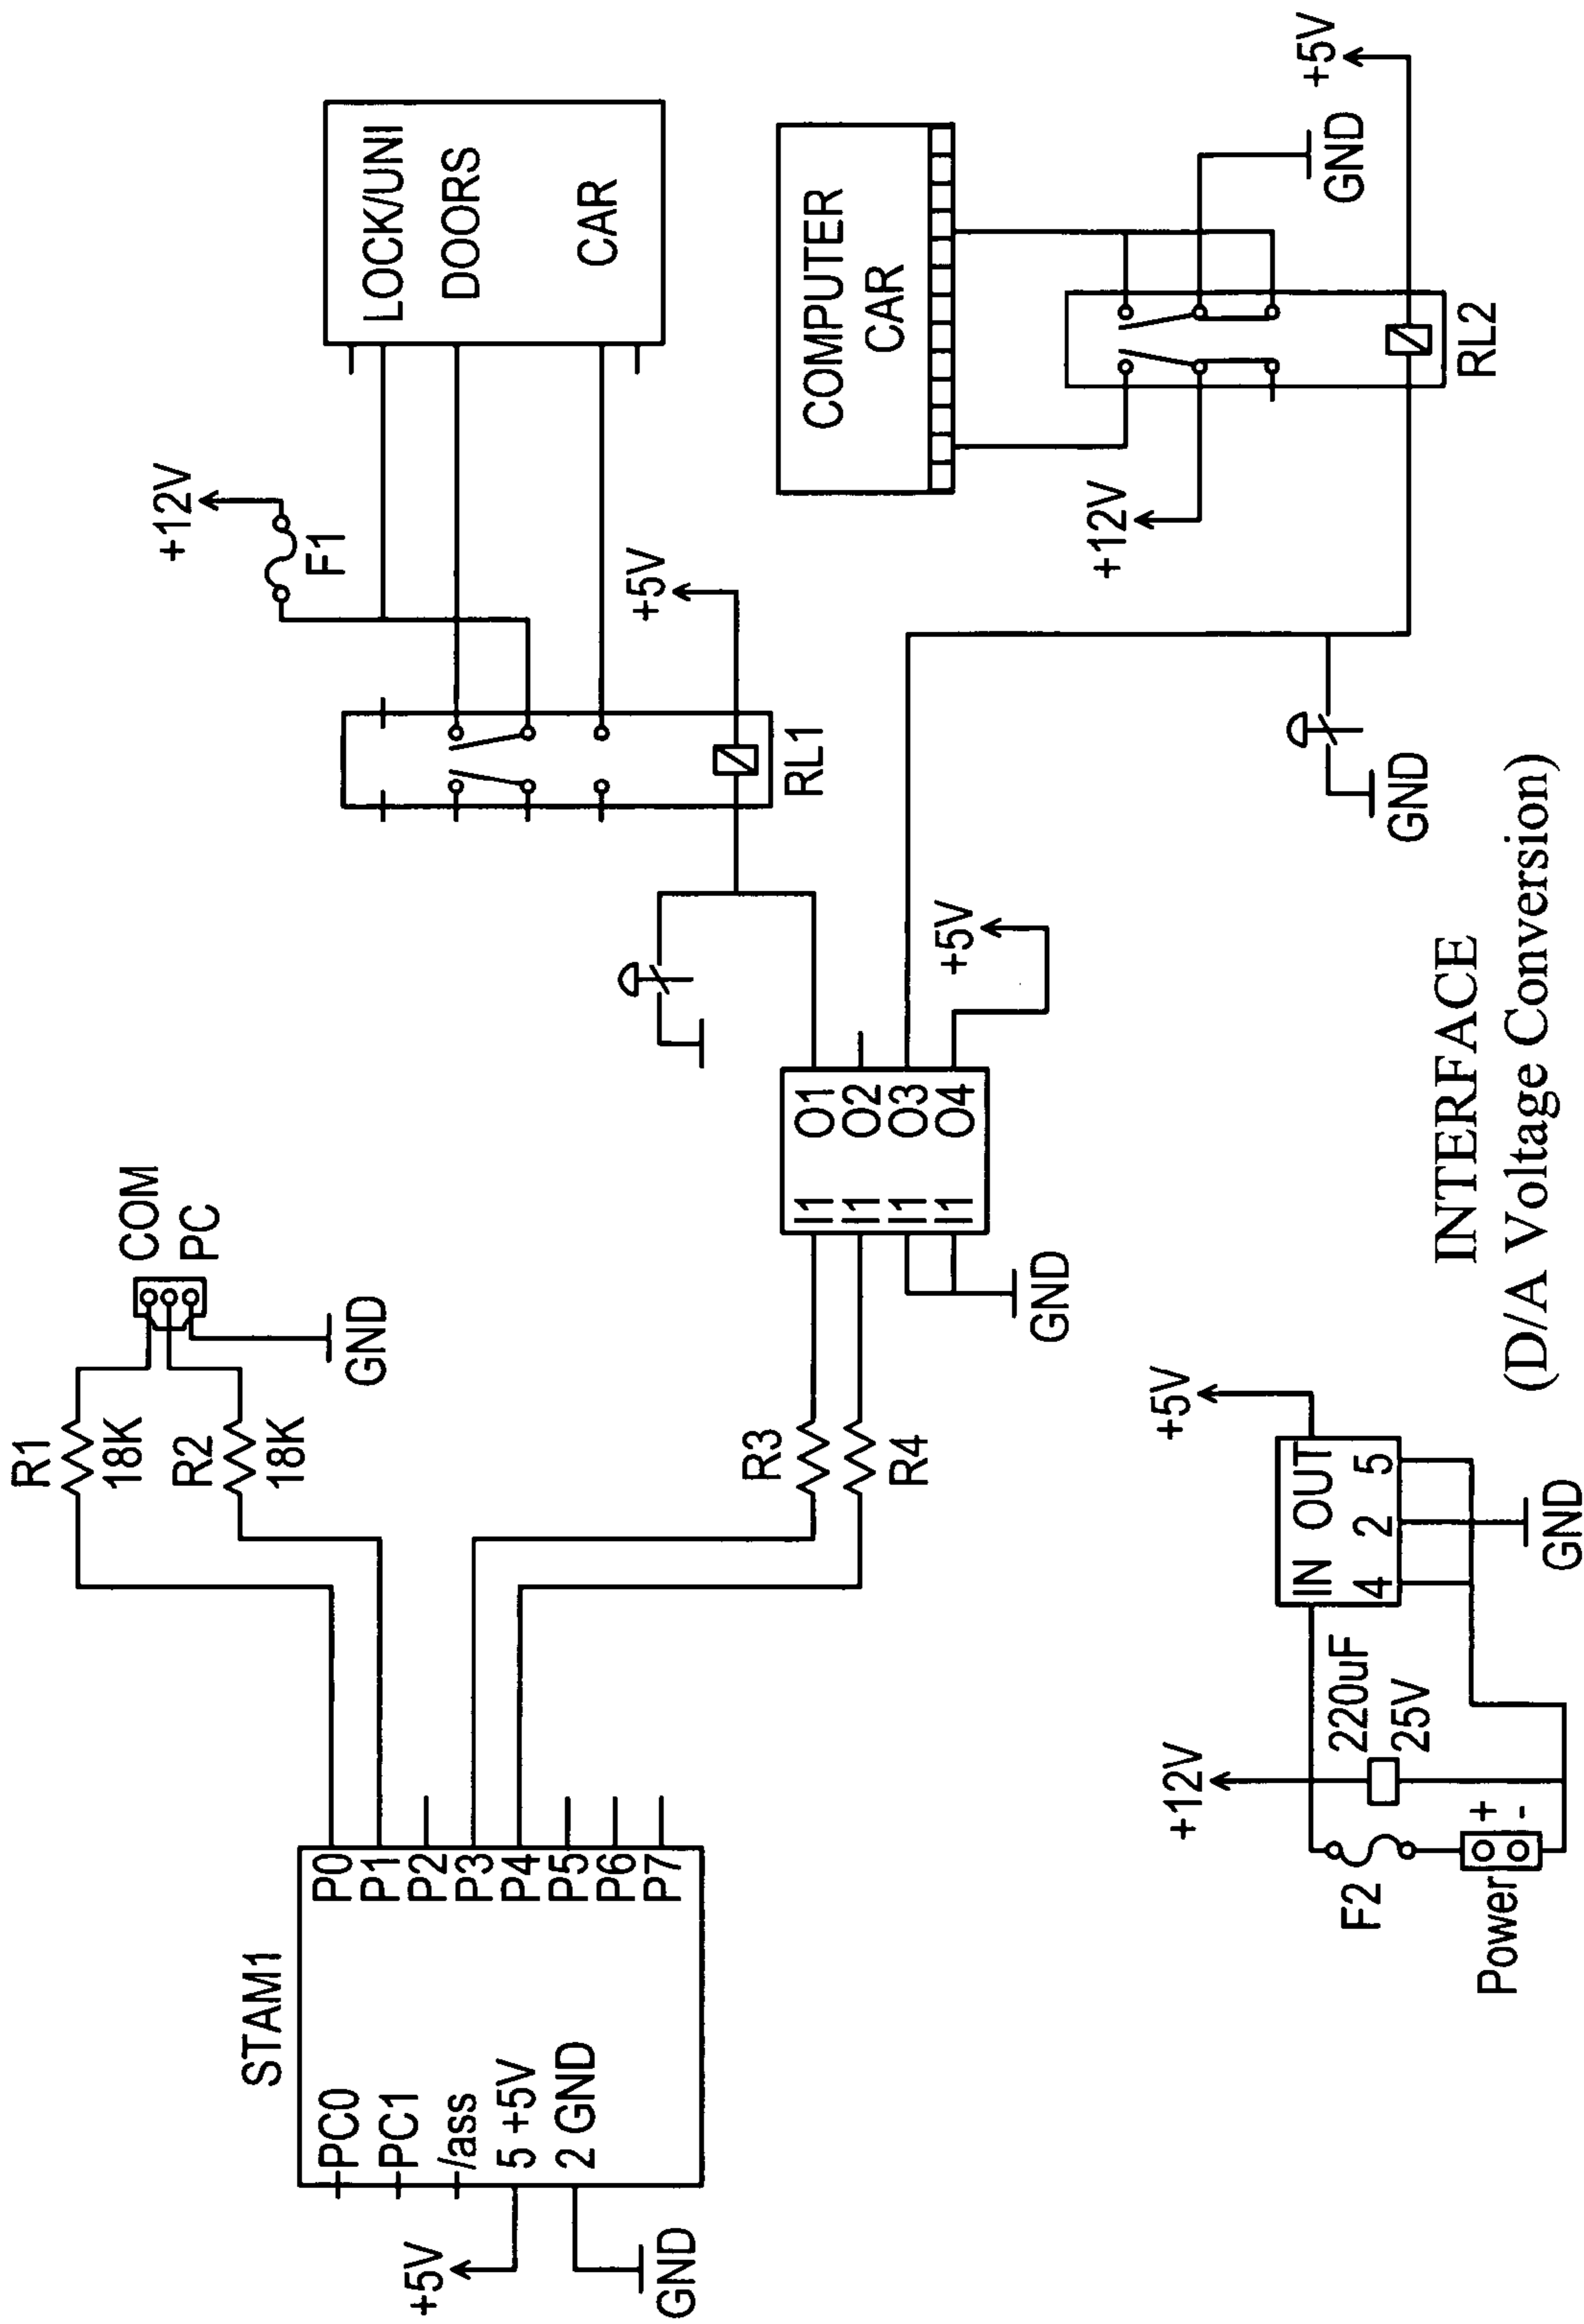 STAM1
PC0
PC1
/ass
5 +5V
2 GND
+5V
GND
P0
P1
P2
P3
P4
P5
P6
P7
R1
18K
R2
18K
COM
PC
GND
R3
R4
I1 O1
I1 O2
I1 O3
I1 O4
GND
+5V
RL1
+5V
+12V
F1
LOCK/UNI
DOORS
CAR
COMPUTER
CAR
+12V
GND
+5V
RL2
GND
Power
+
-
F2
+12V
220uF
25V
IN OUT
4 2 5
+5V
GND
INTERFACE
(D/A Voltage Conversion)